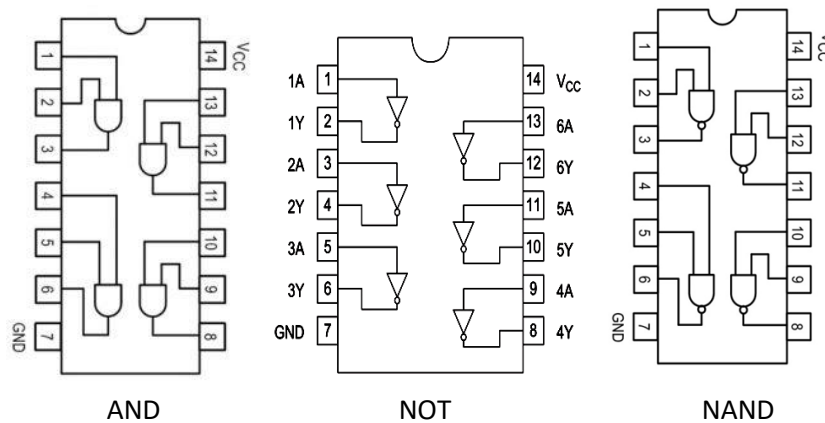 1
2
3
4
5
6
GND 7
14 VCC
13
12
11
10
9
8
AND
1A 1
1Y 2
2A 3
2Y 4
3A 5
3Y 6
GND 7
14 VCC
13 6A
12 6Y
11 5A
10 5Y
9 4A
8 4Y
NOT
1
2
3
4
5
6
GND 7
14 VCC
13
12
11
10
9
8
NAND